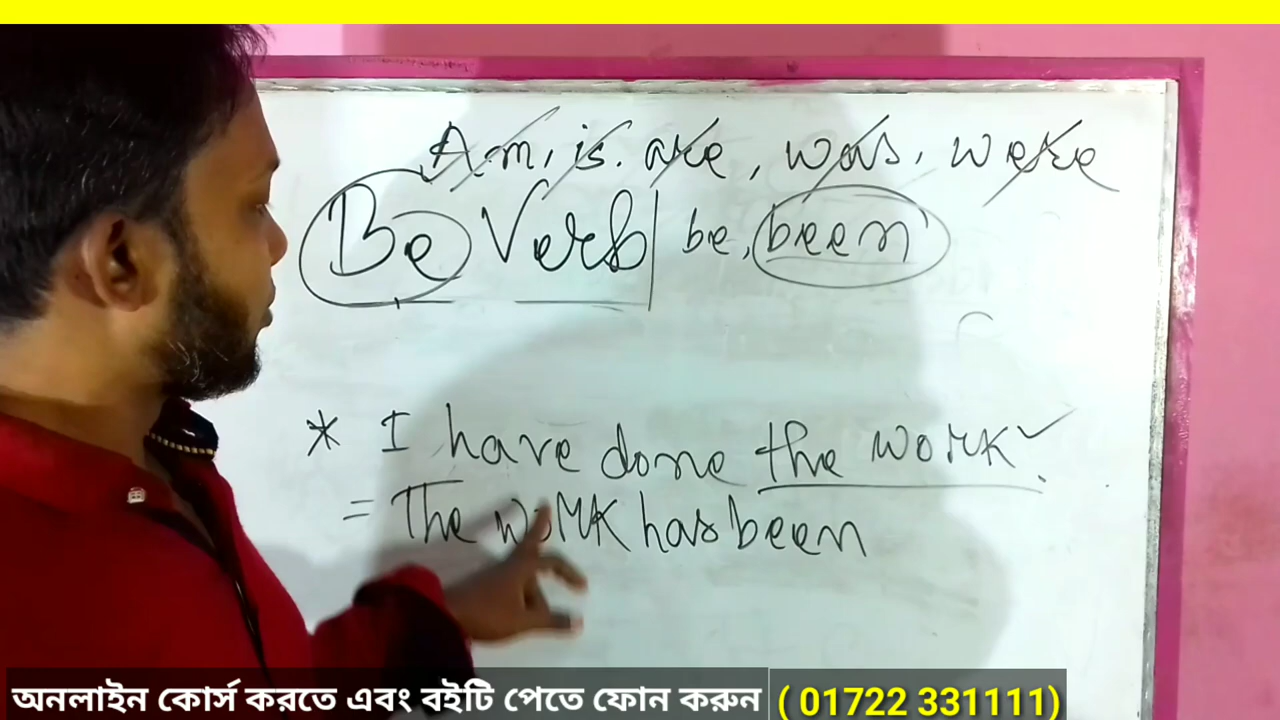 Am, is. are, was, were
Be Verb be, been
* I have done the work ✓.
= The work has been
অনলাইন কোর্স করতে এবং বইটি পেতে ফোন করুন ( 01722 331111)